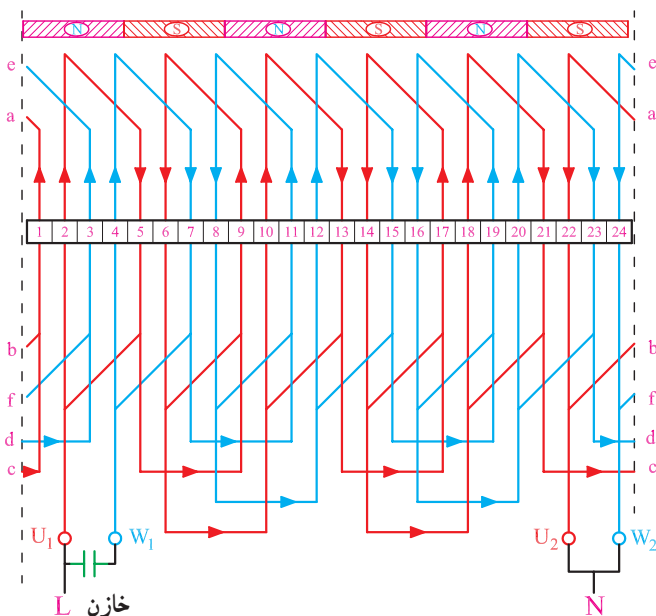 N S N S N S
e e
a a
1 2 3 4 5 6 7 8 9 10 11 12 13 14 15 16 17 18 19 20 21 22 23 24
b b
f f
d d
c c
U1 W1 U2 W2
L خازن N